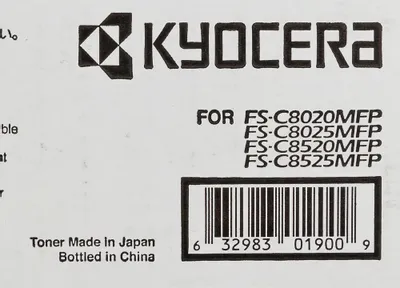 い。
KYOCERA
FOR FS-C8020MFP
FS-C8025MFP
FS-C8520MFP
FS-C8525MFP
Toner Made In Japan
Bottled in China
6 32983 01900 9